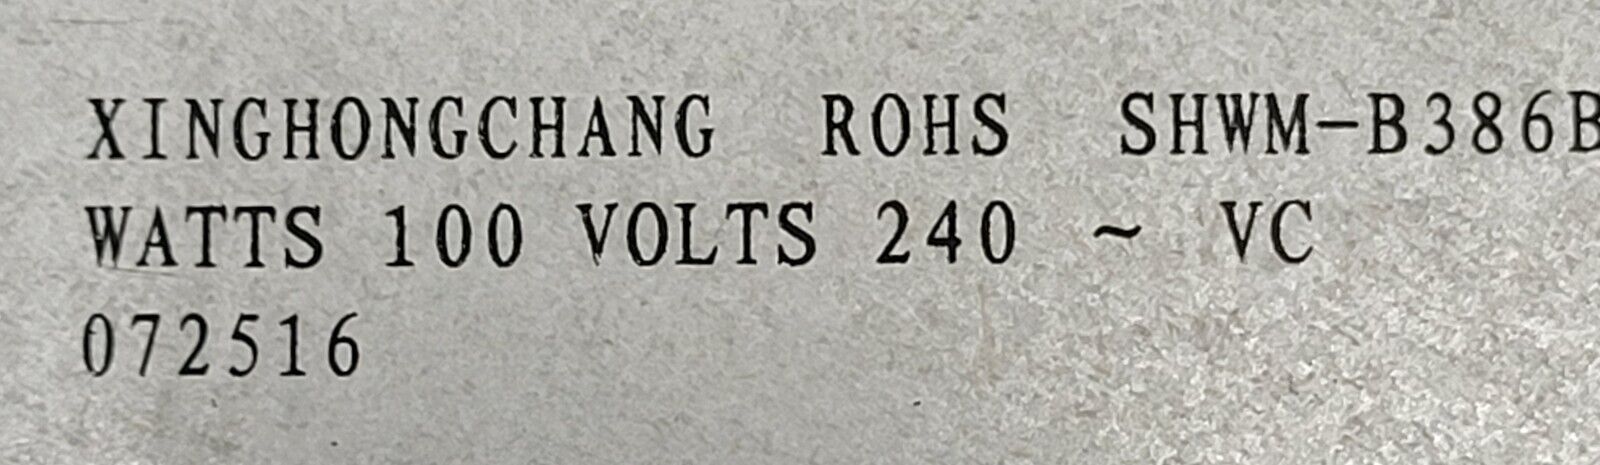 XINGHONGCHANG ROHS SHWM-B386B
WATTS 100 VOLTS 240 ~ VC
072516